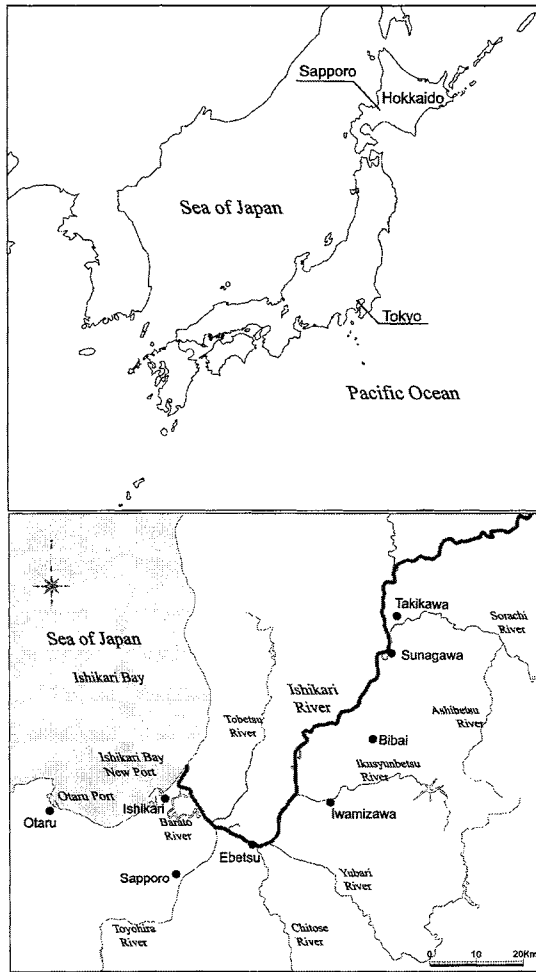 Sapporo
Hokkaido
Sea of Japan
Tokyo
Pacific Ocean
Takikawa
Sorachi
River
Sea of Japan
Sunagawa
Ishikari Bay
Ishikari
River
Tobetsu
River
Ashibetsu
River
Bibai
Ishikari Bay
New Port
Ikusyunbetsu
River
Otaru Port
Ishikari
Iwamizawa
Otaru
Barato
River
Ebetsu
Sapporo
Yubari
River
Toyohira
River
Chitose
River
0 10 20Km